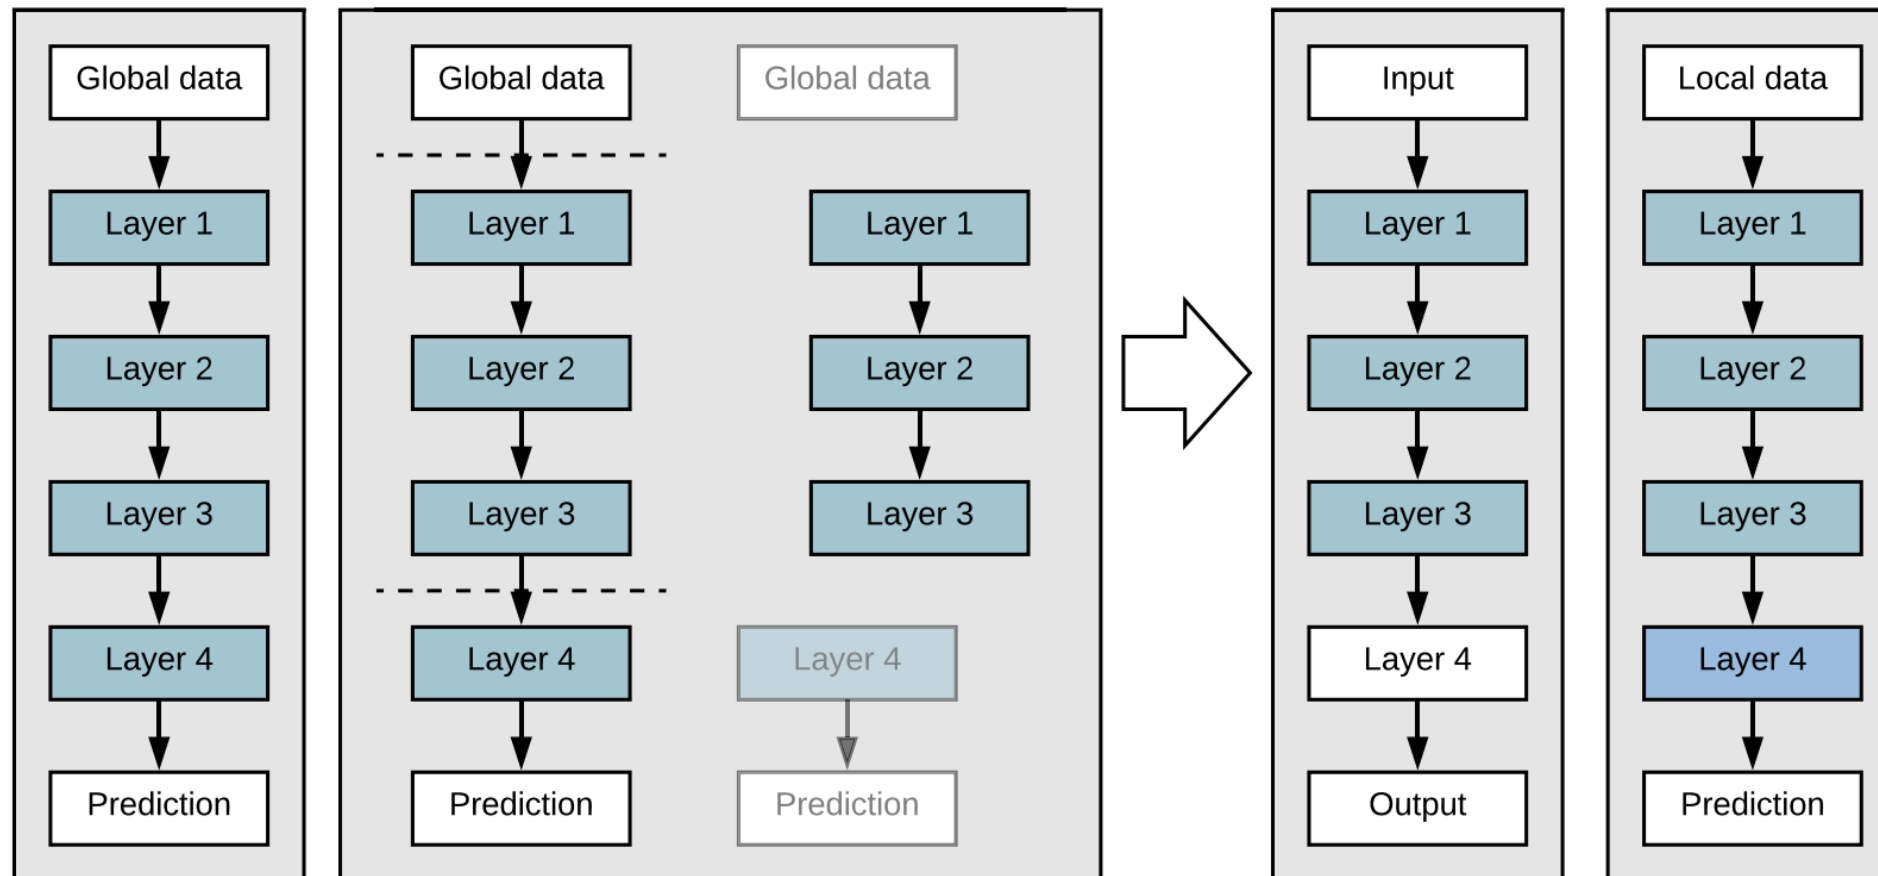 Global data
Layer 1
Layer 2
Layer 3
Layer 4
Prediction
Global data
Layer 1
Layer 2
Layer 3
Layer 4
Prediction
Global data
Layer 1
Layer 2
Layer 3
Layer 4
Prediction
Input
Layer 1
Layer 2
Layer 3
Layer 4
Output
Local data
Layer 1
Layer 2
Layer 3
Layer 4
Prediction